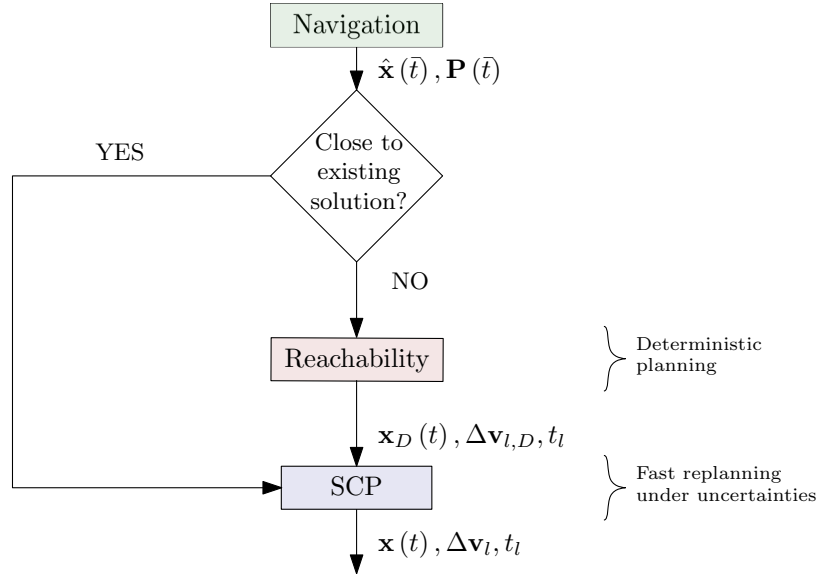 Navigation
x̂ (t̄) , P (t̄)
Close to
existing
solution?
YES
NO
Reachability
Deterministic
planning
x_D (t) , Δv_{l,D}, t_l
SCP
Fast replanning
under uncertainties
x (t) , Δv_l, t_l